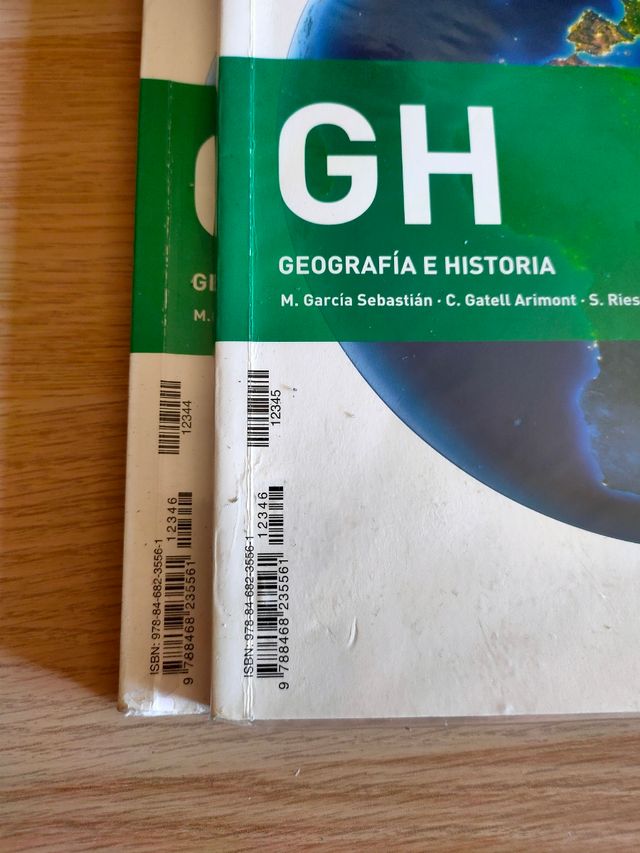 GH
GEOGRAFÍA E HISTORIA
M. García Sebastián · C. Gatell Arimont · S. Ries
12345
ISBN: 978-84-682-3556-1
12346
9 788468 235561
G
GE
M.
12344
ISBN: 978-84-682-3556-1
12346
9 788468 235561